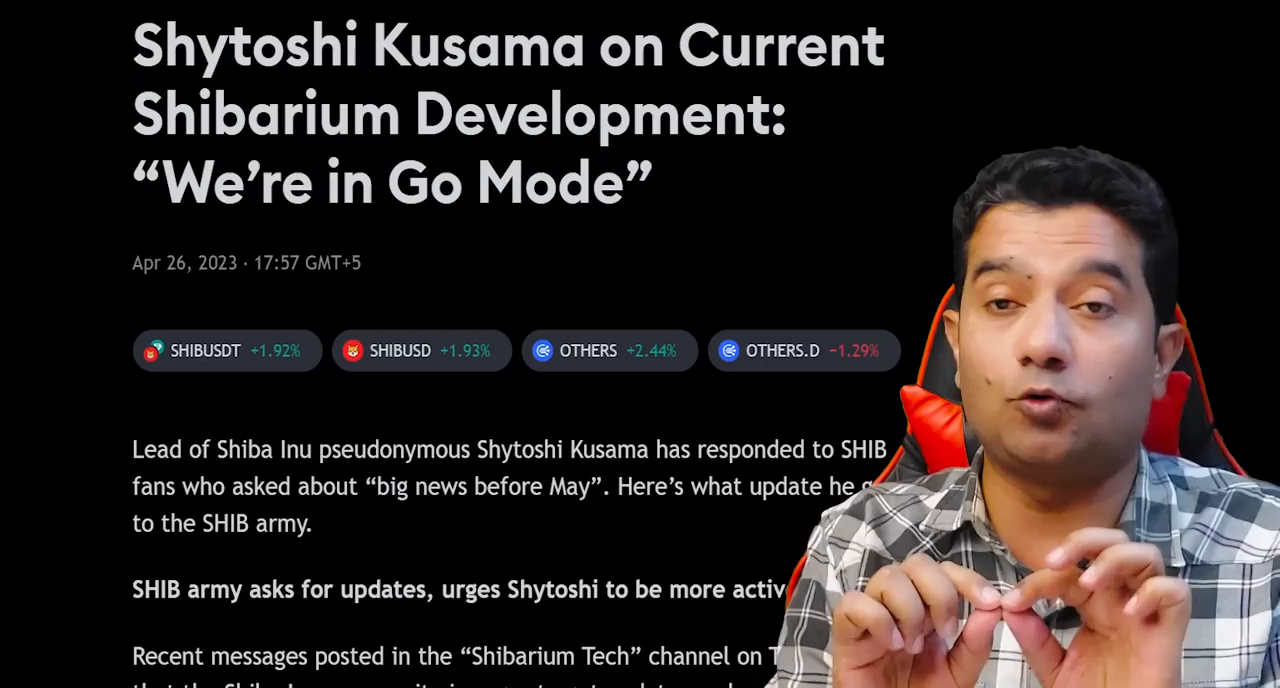 Shytoshi Kusama on Current
Shibarium Development:
“We’re in Go Mode”
Apr 26, 2023 · 17:57 GMT+5
SHIBUSDT +1.92% SHIBUSD +1.93% OTHERS +2.44% OTHERS.D −1.29%
Lead of Shiba Inu pseudonymous Shytoshi Kusama has responded to SHIB
fans who asked about “big news before May”. Here’s what update he
to the SHIB army.
SHIB army asks for updates, urges Shytoshi to be more
Recent messages posted in the “Shibarium Tech” channel on